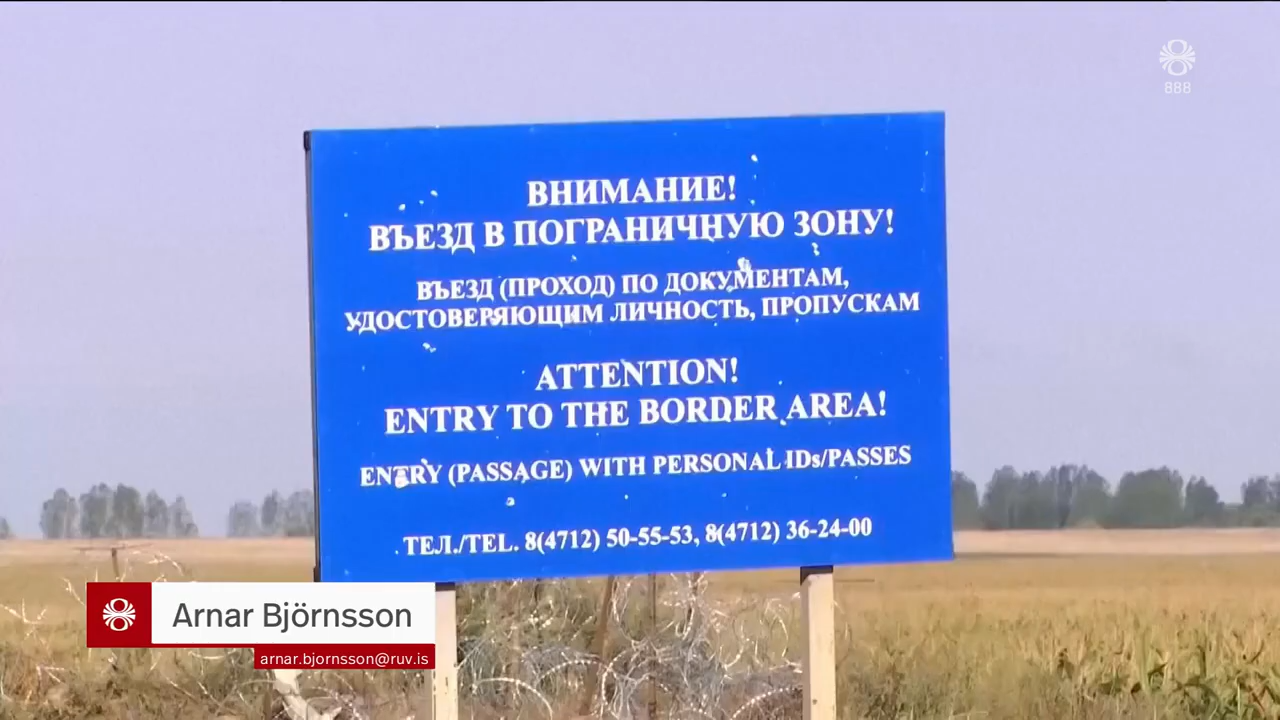 888
ВНИМАНИЕ!
ВЪЕЗД В ПОГРАНИЧНУЮ ЗОНУ!
ВЪЕЗД (ПРОХОД) ПО ДОКУМЕНТАМ,
УДОСТОВЕРЯЮЩИМ ЛИЧНОСТЬ, ПРОПУСКАМ
ATTENTION!
ENTRY TO THE BORDER AREA!
ENTRY (PASSAGE) WITH PERSONAL IDs/PASSES
ТЕЛ./TEL. 8(4712) 50-55-53, 8(4712) 36-24-00
Arnar Björnsson
arnar.bjornsson@ruv.is